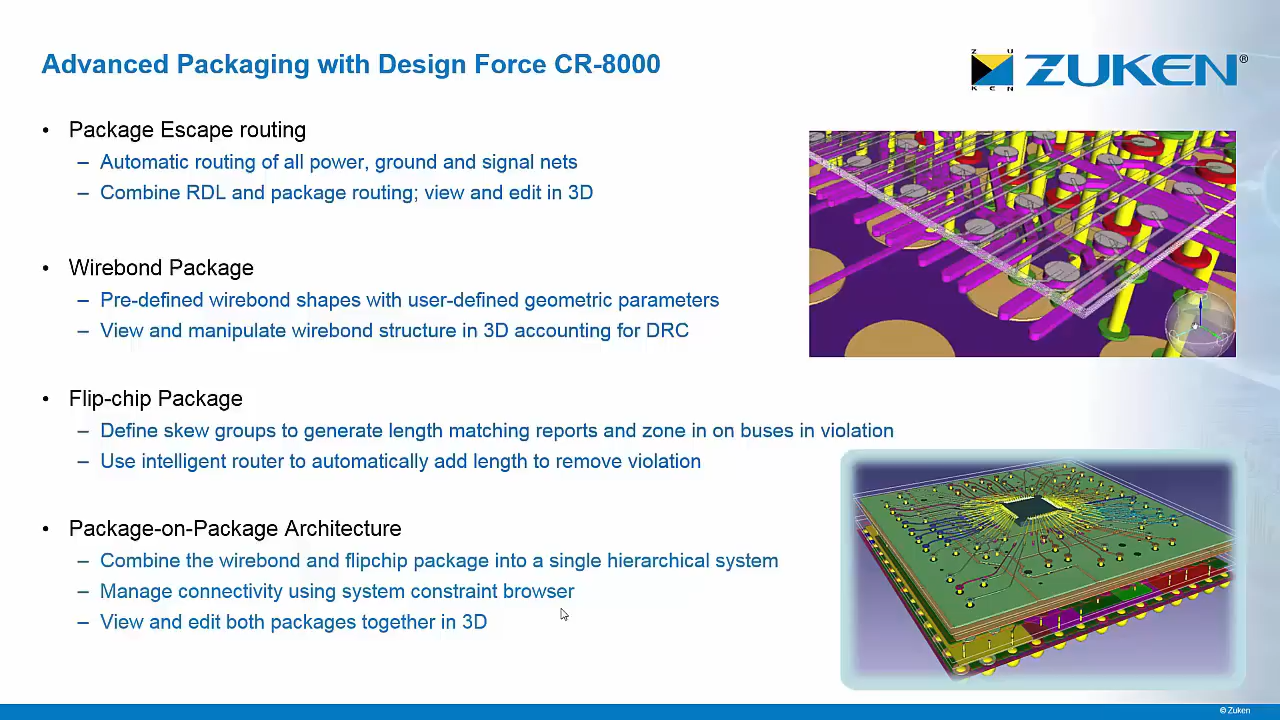 Advanced Packaging with Design Force CR-8000
Z U
K E N
ZUKEN®
• Package Escape routing
– Automatic routing of all power, ground and signal nets
– Combine RDL and package routing; view and edit in 3D
• Wirebond Package
– Pre-defined wirebond shapes with user-defined geometric parameters
– View and manipulate wirebond structure in 3D accounting for DRC
• Flip-chip Package
– Define skew groups to generate length matching reports and zone in on buses in violation
– Use intelligent router to automatically add length to remove violation
• Package-on-Package Architecture
– Combine the wirebond and flipchip package into a single hierarchical system
– Manage connectivity using system constraint browser
– View and edit both packages together in 3D
© Zuken